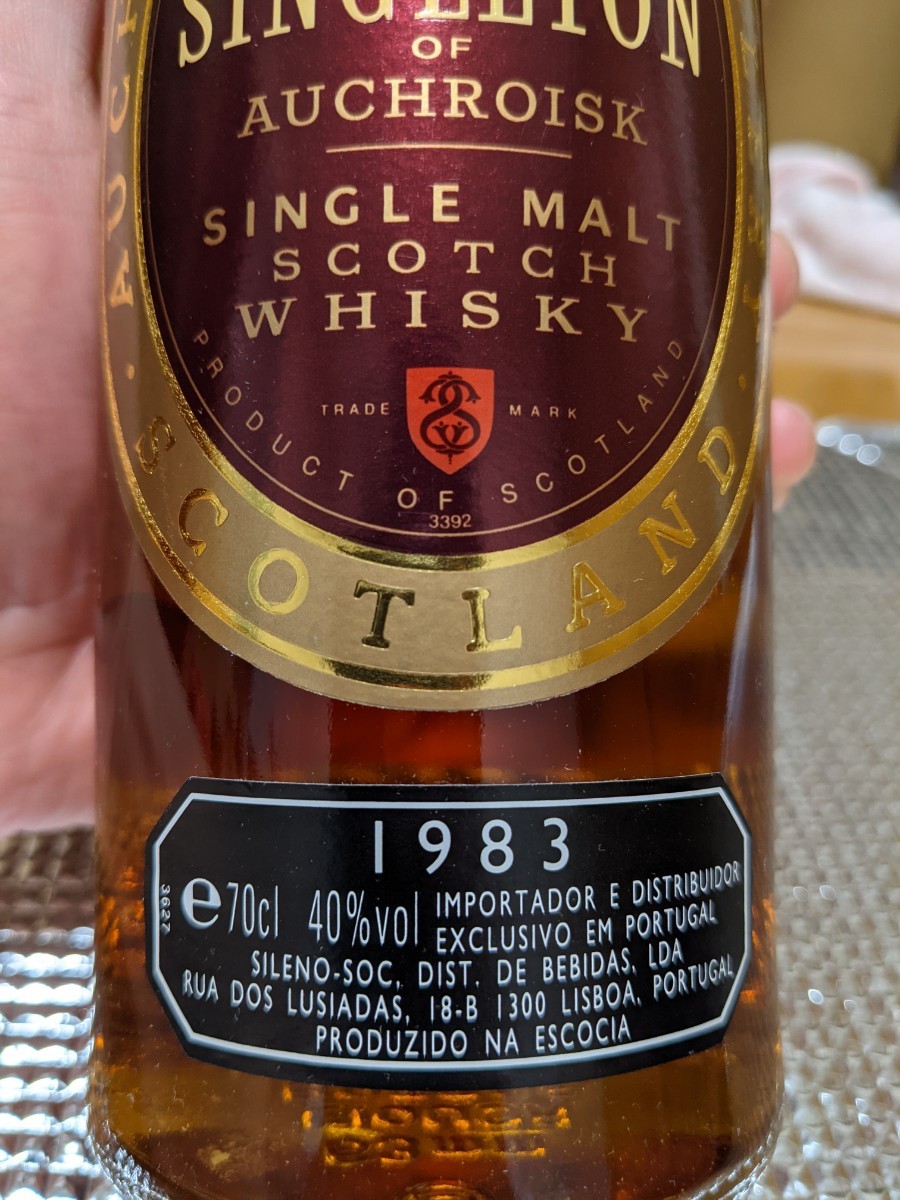 SINGLETON
OF
AUCHROISK
SINGLE MALT
SCOTCH
WHISKY
TRADE MARK
PRODUCT OF SCOTLAND
3392
SCOTLAND
1983
3627
e 70cl 40%vol
IMPORTADOR E DISTRIBUIDOR
EXCLUSIVO EM PORTUGAL
SILENO-SOC. DIST. DE BEBIDAS, LDA
RUA DOS LUSIADAS, 18-B 1300 LISBOA, PORTUGAL
PRODUZIDO NA ESCOCIA